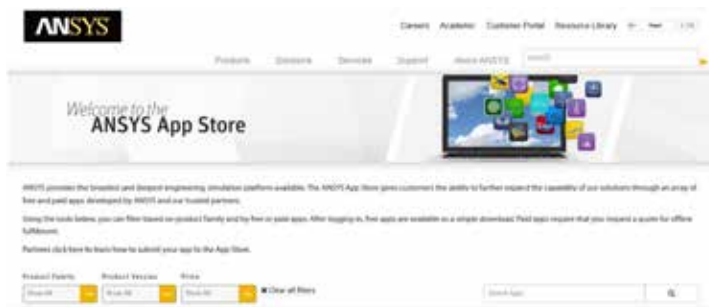 ANSYS
Careers Academic Customer Portal Resource Library
Products Solutions Services Support About ANSYS
Welcome to the
ANSYS App Store
ANSYS provides the broadest and deepest engineering simulation platform available. The ANSYS App Store gives customers the ability to further expand the capability of our solutions through an array of
free and paid apps developed by ANSYS and our trusted partners.
Using the tools below, you can filter based on product family and by free or paid apps. After logging in, free apps are available as a simple download. Paid apps require that you request a quote for offline
fulfillment.
Partners click here to learn how to submit your app to the App Store.
Product Family Product Version Price
Show All Show All Show All Clear all filters Search Apps